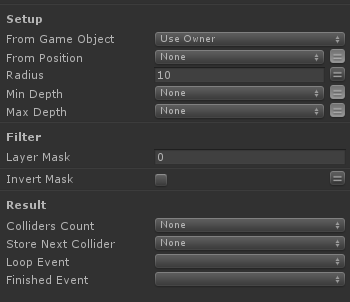 Setup
From Game Object Use Owner
From Position None
Radius 10
Min Depth None
Max Depth None
Filter
Layer Mask 0
Invert Mask
Result
Colliders Count None
Store Next Collider None
Loop Event
Finished Event